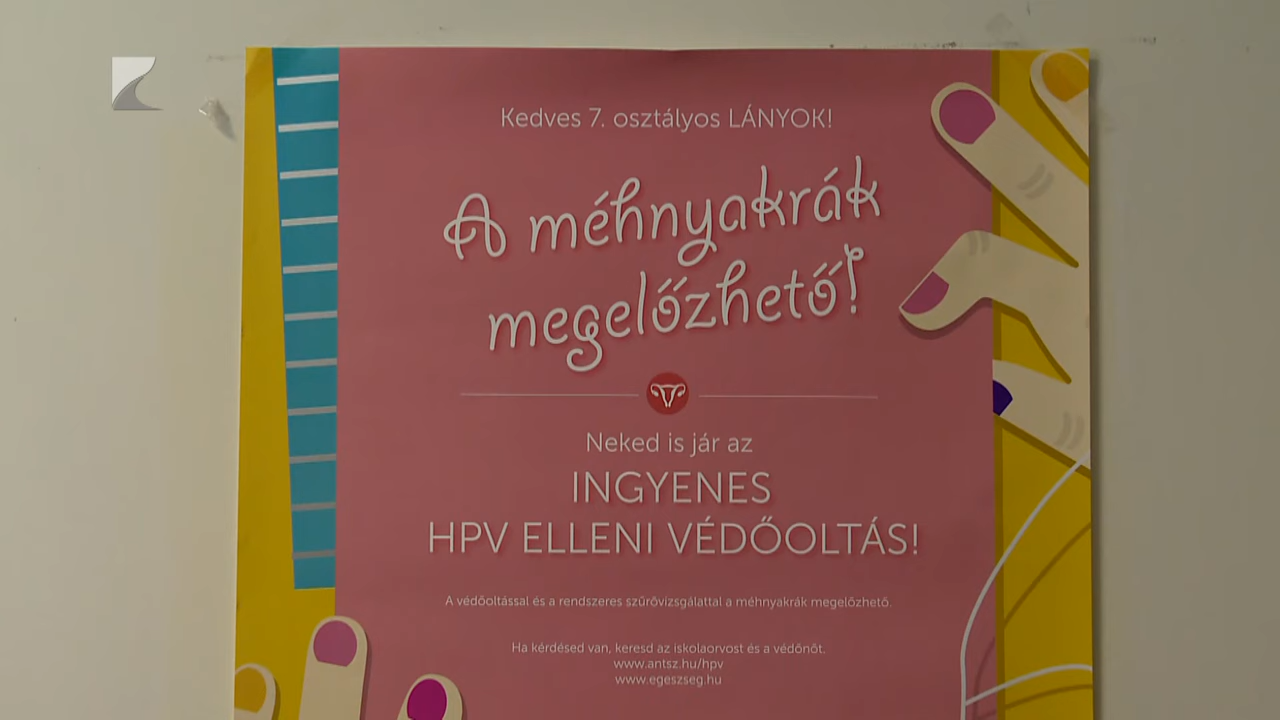 Kedves 7. osztályos LÁNYOK!
A méhnyakrák
megelőzhető!
Neked is jár az
INGYENES
HPV ELLENI VÉDŐOLTÁS!
A védőoltással és a rendszeres szűrővizsgálattal a méhnyakrák megelőzhető.
Ha kérdésed van, keresd az iskolaorvost és a védőnőt.
www.antsz.hu/hpv
www.egeszseg.hu